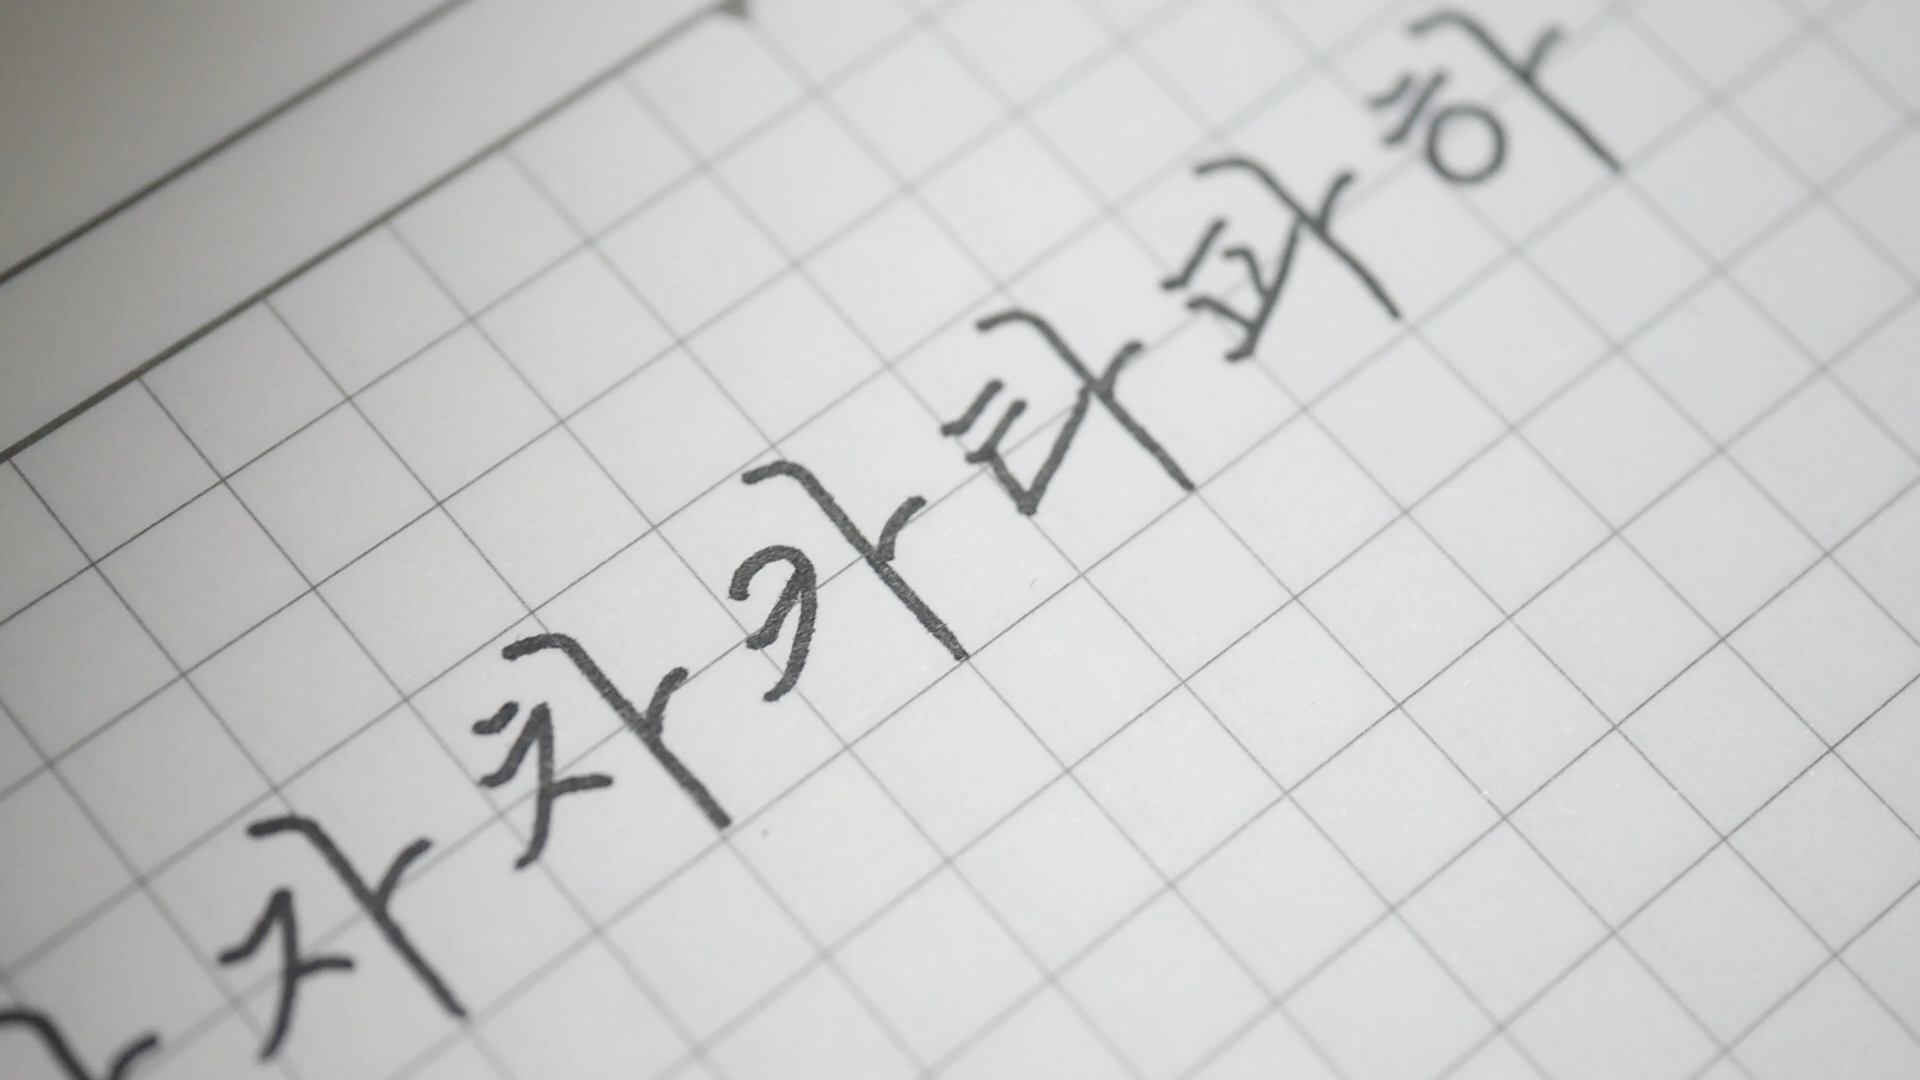 자 차 카 타 파 하